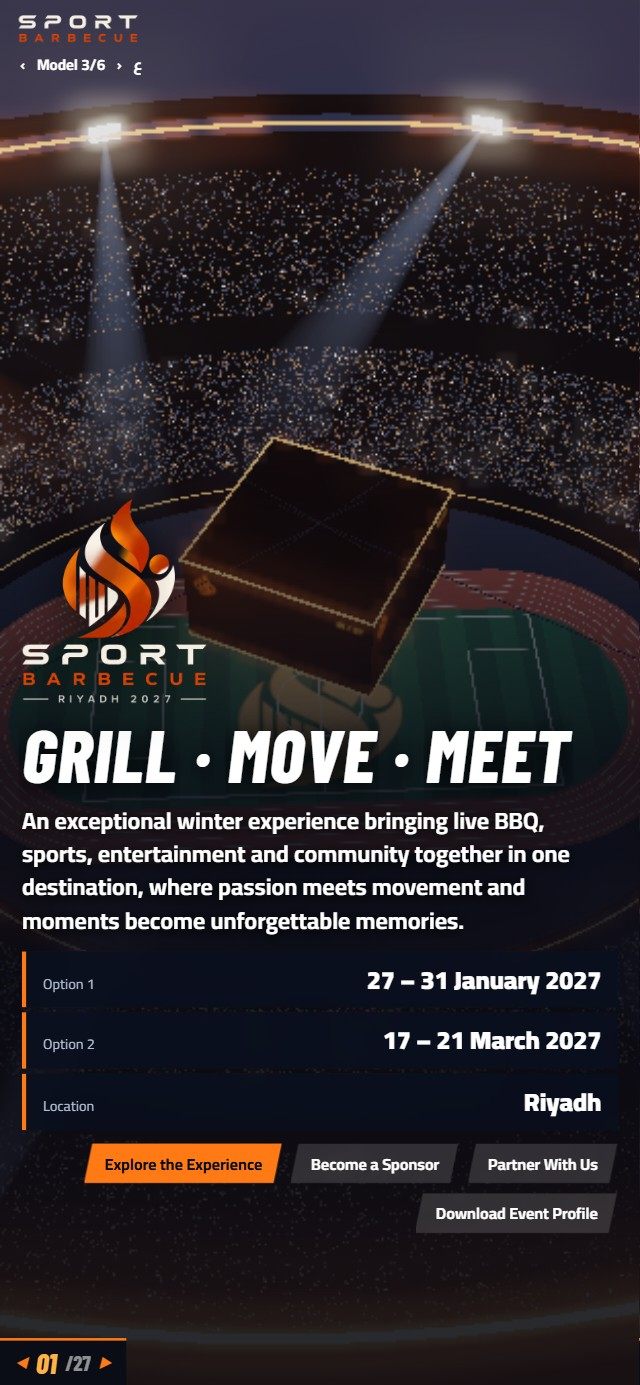 SPORT
BARBECUE
‹ Model 3/6 › ع
SPORT
BARBECUE
RIYADH 2027
GRILL • MOVE • MEET
An exceptional winter experience bringing live BBQ,
sports, entertainment and community together in one
destination, where passion meets movement and
moments become unforgettable memories.
Option 1 27 – 31 January 2027
Option 2 17 – 21 March 2027
Location Riyadh
Explore the Experience Become a Sponsor Partner With Us
Download Event Profile
01 /27